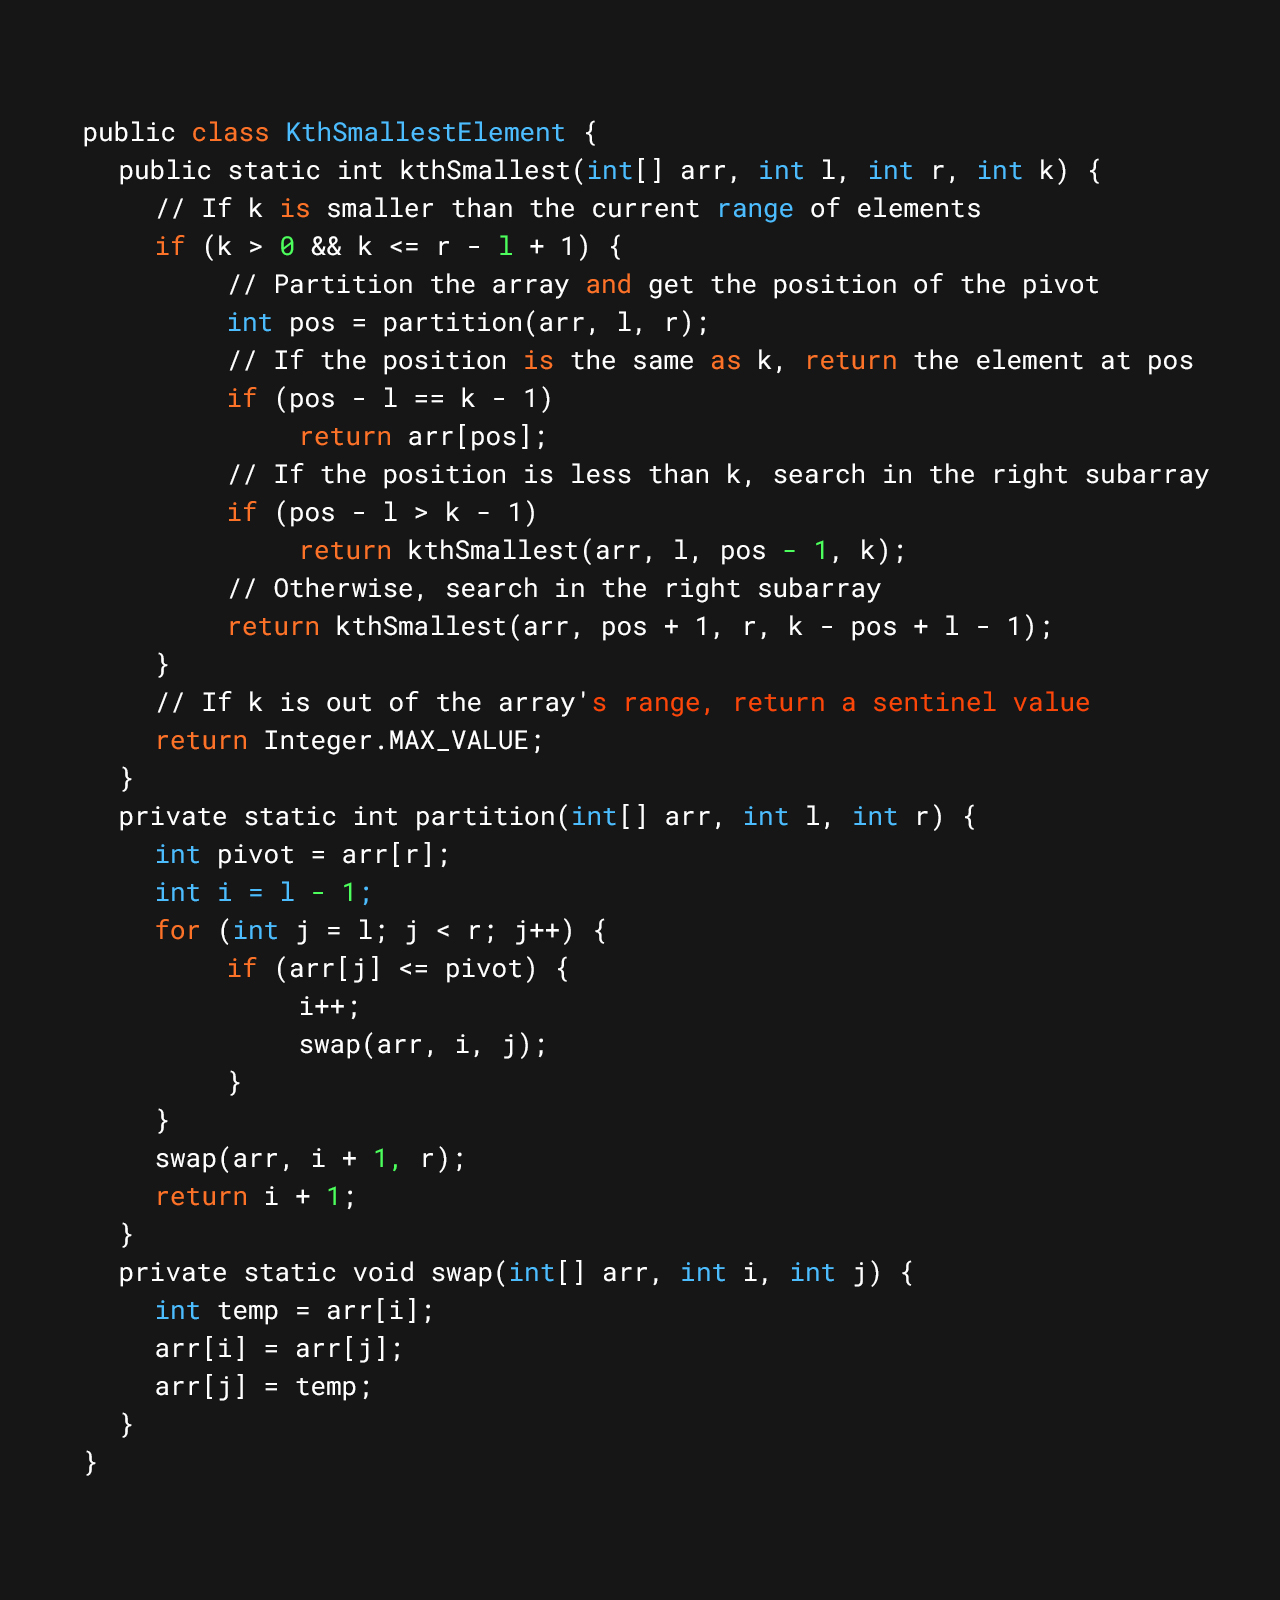 public class KthSmallestElement {
public static int kthSmallest(int[] arr, int l, int r, int k) {
// If k is smaller than the current range of elements
if (k > 0 && k <= r - l + 1) {
// Partition the array and get the position of the pivot
int pos = partition(arr, l, r);
// If the position is the same as k, return the element at pos
if (pos - l == k - 1)
return arr[pos];
// If the position is less than k, search in the right subarray
if (pos - l > k - 1)
return kthSmallest(arr, l, pos - 1, k);
// Otherwise, search in the right subarray
return kthSmallest(arr, pos + 1, r, k - pos + l - 1);
}
// If k is out of the array's range, return a sentinel value
return Integer.MAX_VALUE;
}
private static int partition(int[] arr, int l, int r) {
int pivot = arr[r];
int i = l - 1;
for (int j = l; j < r; j++) {
if (arr[j] <= pivot) {
i++;
swap(arr, i, j);
}
}
swap(arr, i + 1, r);
return i + 1;
}
private static void swap(int[] arr, int i, int j) {
int temp = arr[i];
arr[i] = arr[j];
arr[j] = temp;
}
}